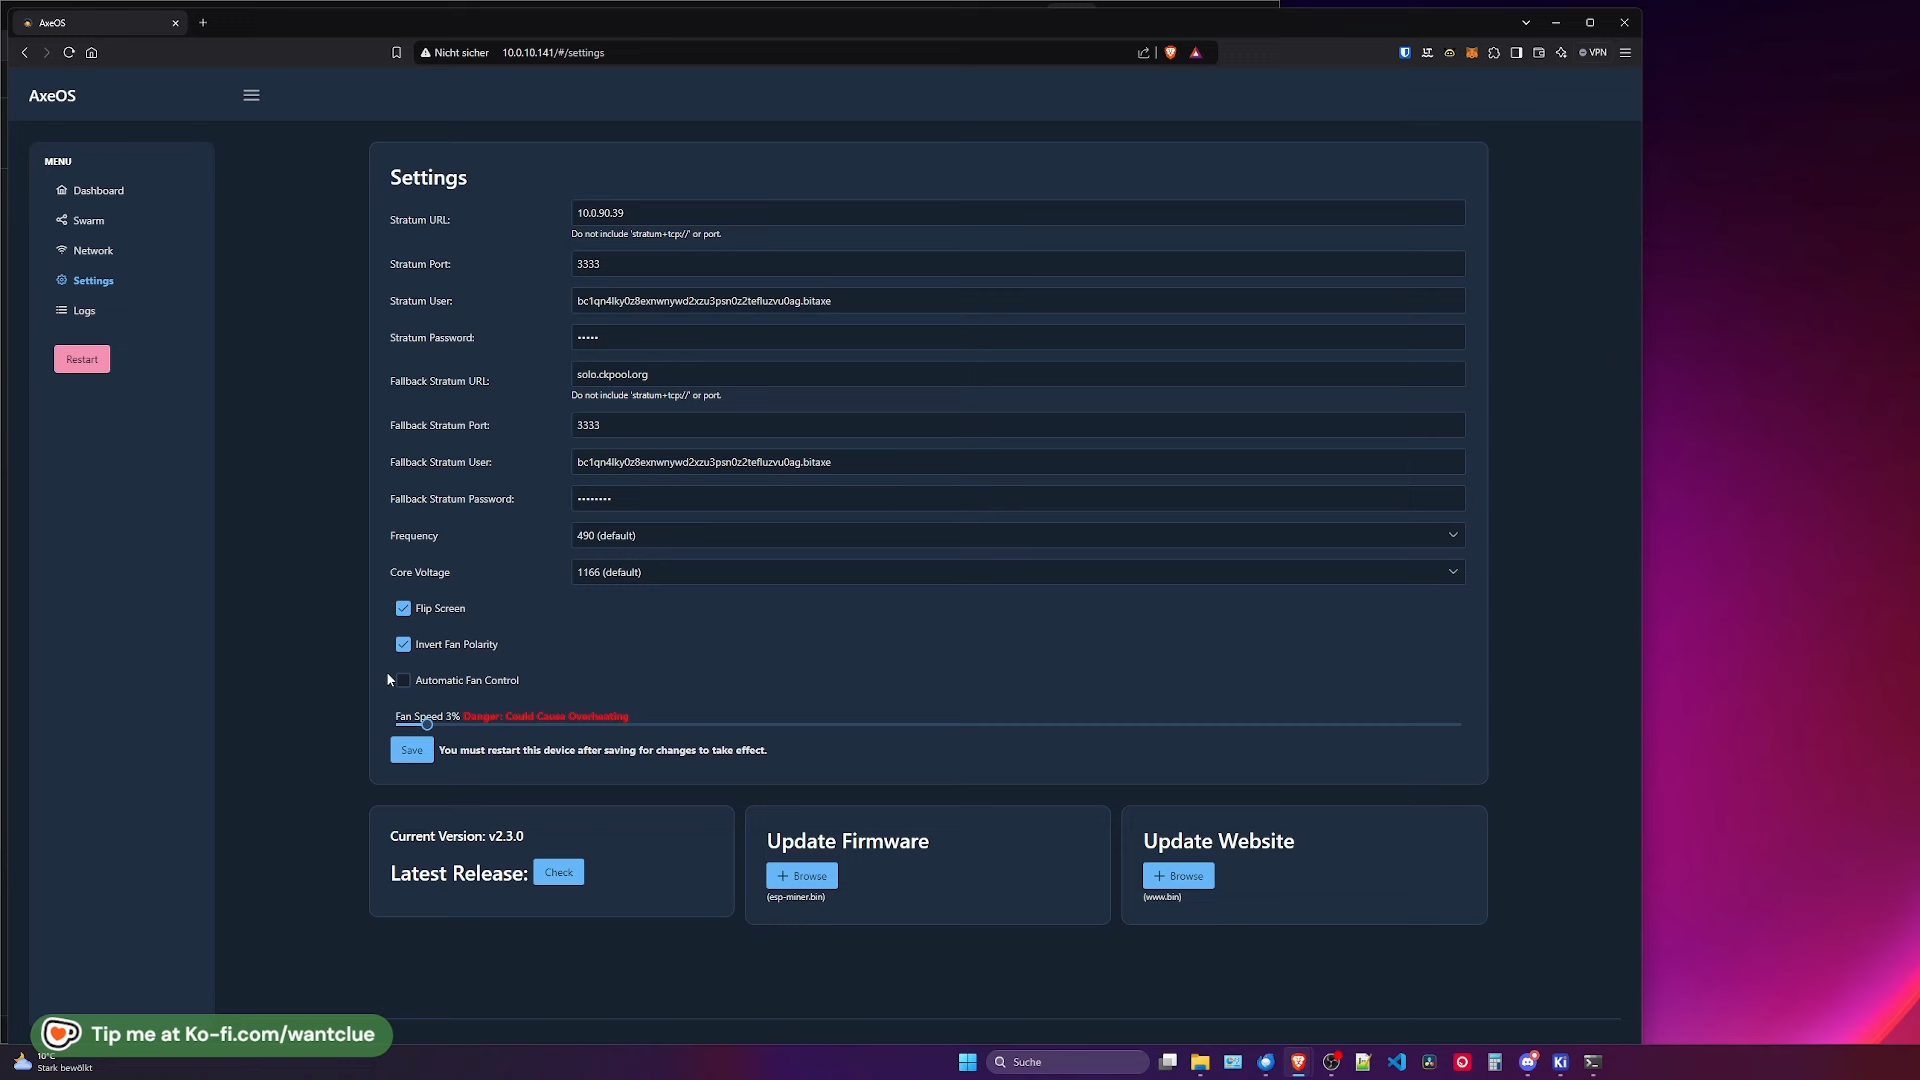 AxeOS
Nicht sicher
10.0.10.141/#/settings
VPN
AxeOS
MENU
Dashboard
Swarm
Network
Settings
Logs
Restart
Settings
Stratum URL:
10.0.90.39
Do not include 'stratum+tcp://' or port.
Stratum Port:
3333
Stratum User:
bc1qn4lky0z8exnwnywd2xzu3psn0z2tefluzvu0ag.bitaxe
Stratum Password:
•••••
Fallback Stratum URL:
solo.ckpool.org
Do not include 'stratum+tcp://' or port.
Fallback Stratum Port:
3333
Fallback Stratum User:
bc1qn4lky0z8exnwnywd2xzu3psn0z2tefluzvu0ag.bitaxe
Fallback Stratum Password:
••••••••
Frequency
490 (default)
Core Voltage
1166 (default)
Flip Screen
Invert Fan Polarity
Automatic Fan Control
Fan Speed 3% Danger: Could Cause Overheating
Save
You must restart this device after saving for changes to take effect.
Current Version: v2.3.0
Latest Release:
Check
Update Firmware
+ Browse
(esp-miner.bin)
Update Website
+ Browse
(www.bin)
Tip me at Ko-fi.com/wantclue
10°C
Stark bewölkt
Suche
Ki